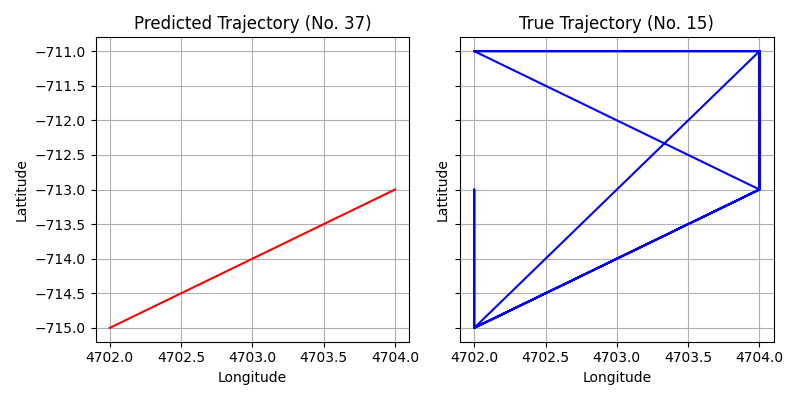 Predicted Trajectory (No. 37)
−711.0
−711.5
−712.0
−712.5
−713.0
−713.5
−714.0
−714.5
−715.0
Lattitude
4702.0 4702.5 4703.0 4703.5 4704.0
Longitude
True Trajectory (No. 15)
Lattitude
4702.0 4702.5 4703.0 4703.5 4704.0
Longitude